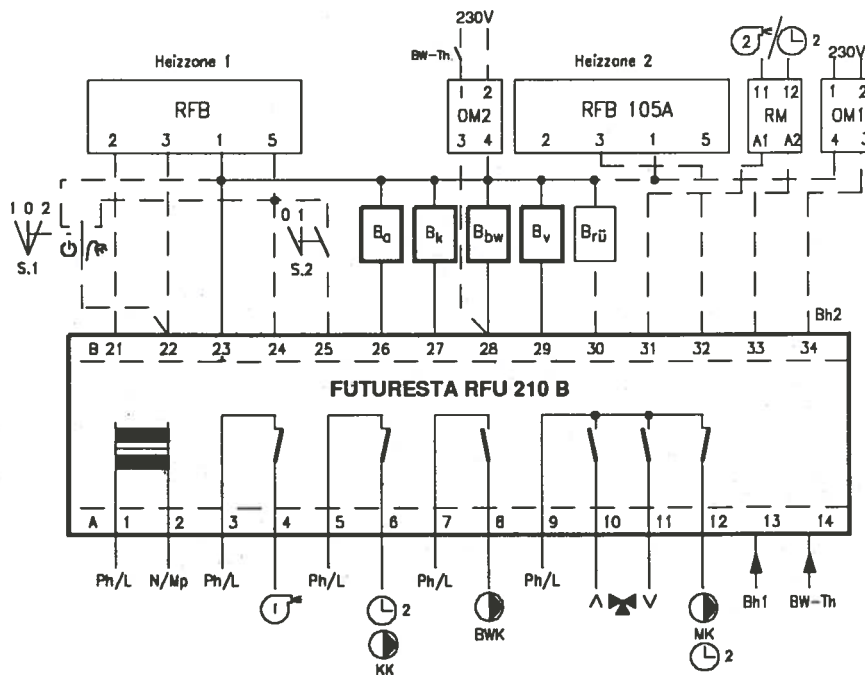 230V
2 / 2
BW-Th.
Heizzone 1
Heizzone 2
230V
RFB
1 2
OM2
3 4
RFB 105A
11 12
RM
A1 A2
1 2
OM1
4 3
2 3 1 5
2 3 1 5
1 0 2
S.1
0 1
S.2
Ba
Bk
Bbw
Bv
Brü
Bh2
B 21 22 23 24 25 26 27 28 29 30 31 32 33 34
FUTURESTA RFU 210 B
A 1 2 3 4 5 6 7 8 9 10 11 12 13 14
Ph/L N/Mp Ph/L Ph/L Ph/L Ph/L Bh1 BW-Th
1
2
KK
BWK
MK
2